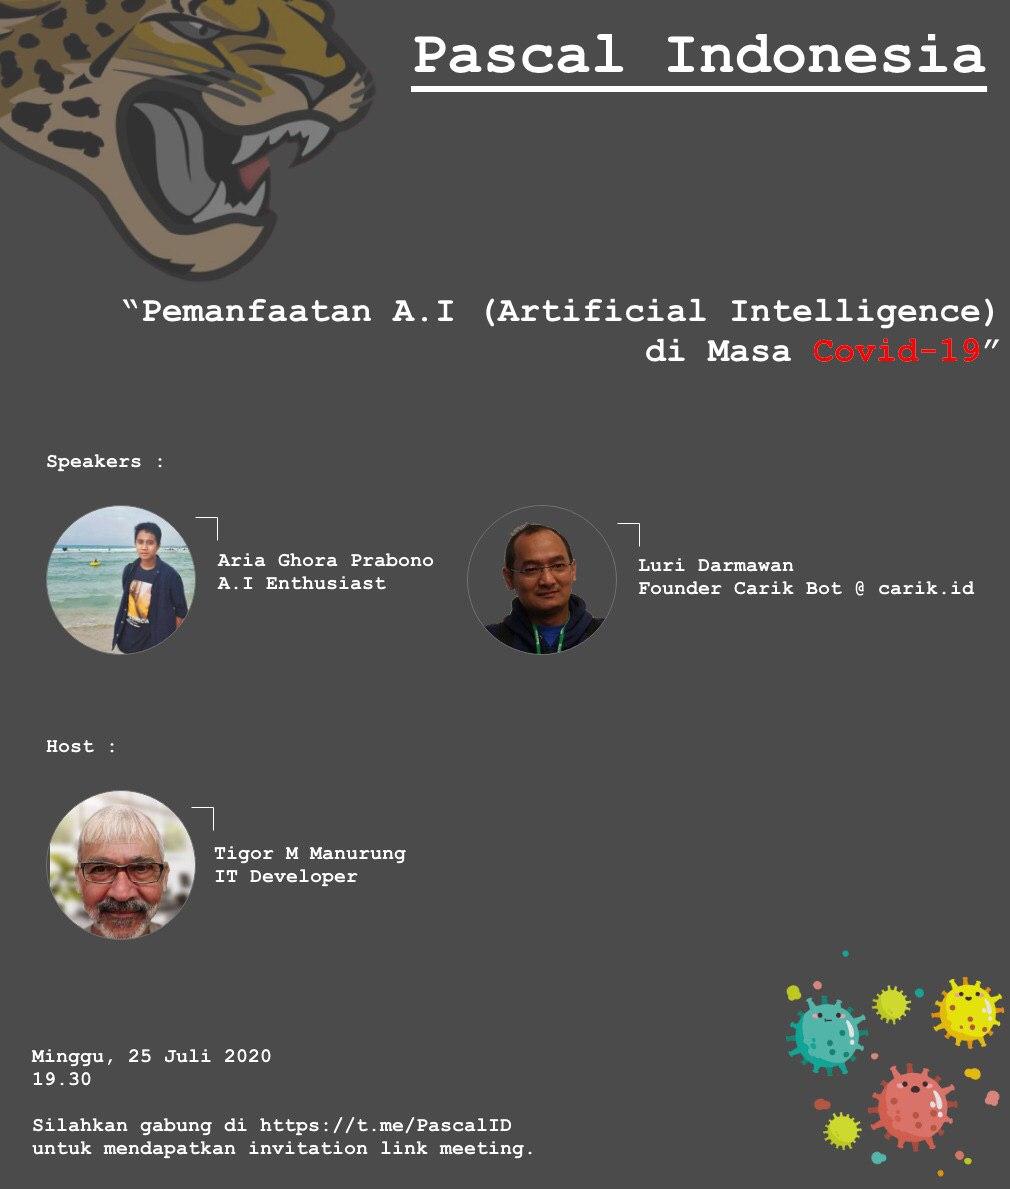 Pascal Indonesia
“Pemanfaatan A.I (Artificial Intelligence)
di Masa Covid-19”
Speakers :
Aria Ghora Prabono
A.I Enthusiast
Luri Darmawan
Founder Carik Bot @ carik.id
Host :
Tigor M Manurung
IT Developer
Minggu, 25 Juli 2020
19.30
Silahkan gabung di https://t.me/PascalID
untuk mendapatkan invitation link meeting.